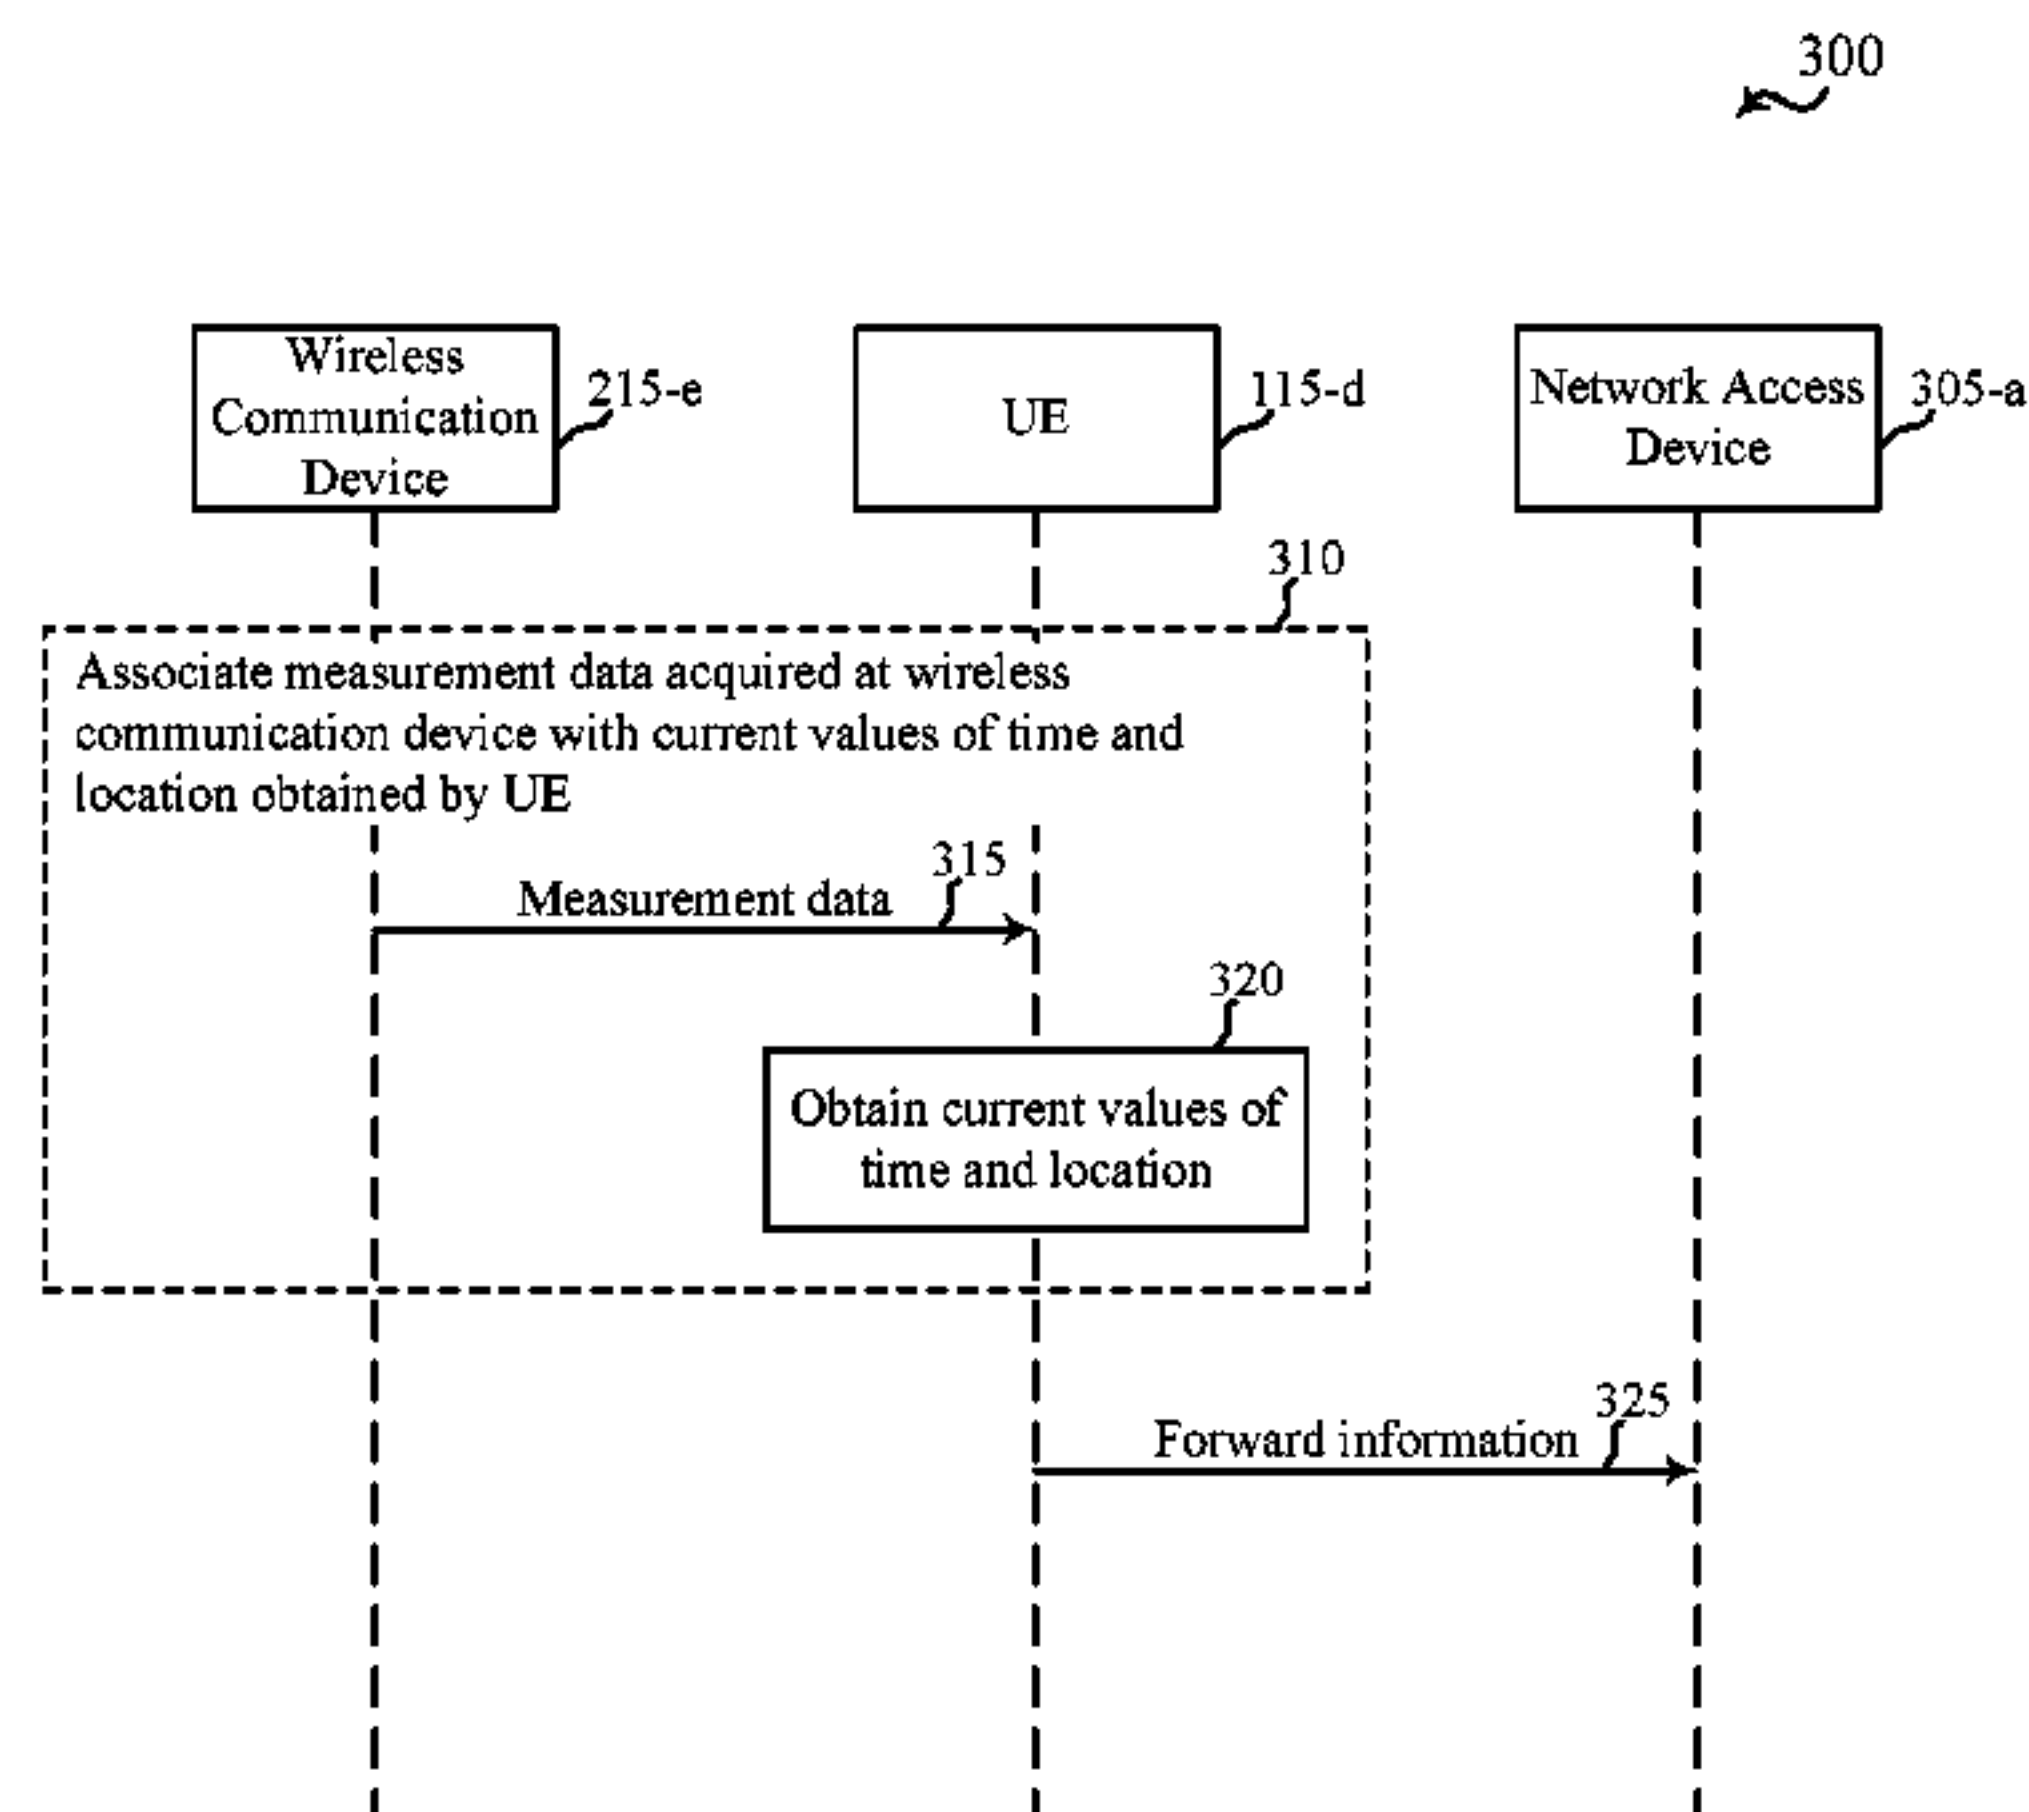 300
Wireless
Communication
Device
215-e
UE
115-d
Network Access
Device
305-a
310
Associate measurement data acquired at wireless
communication device with current values of time and
location obtained by UE
315
Measurement data
320
Obtain current values of
time and location
325
Forward information